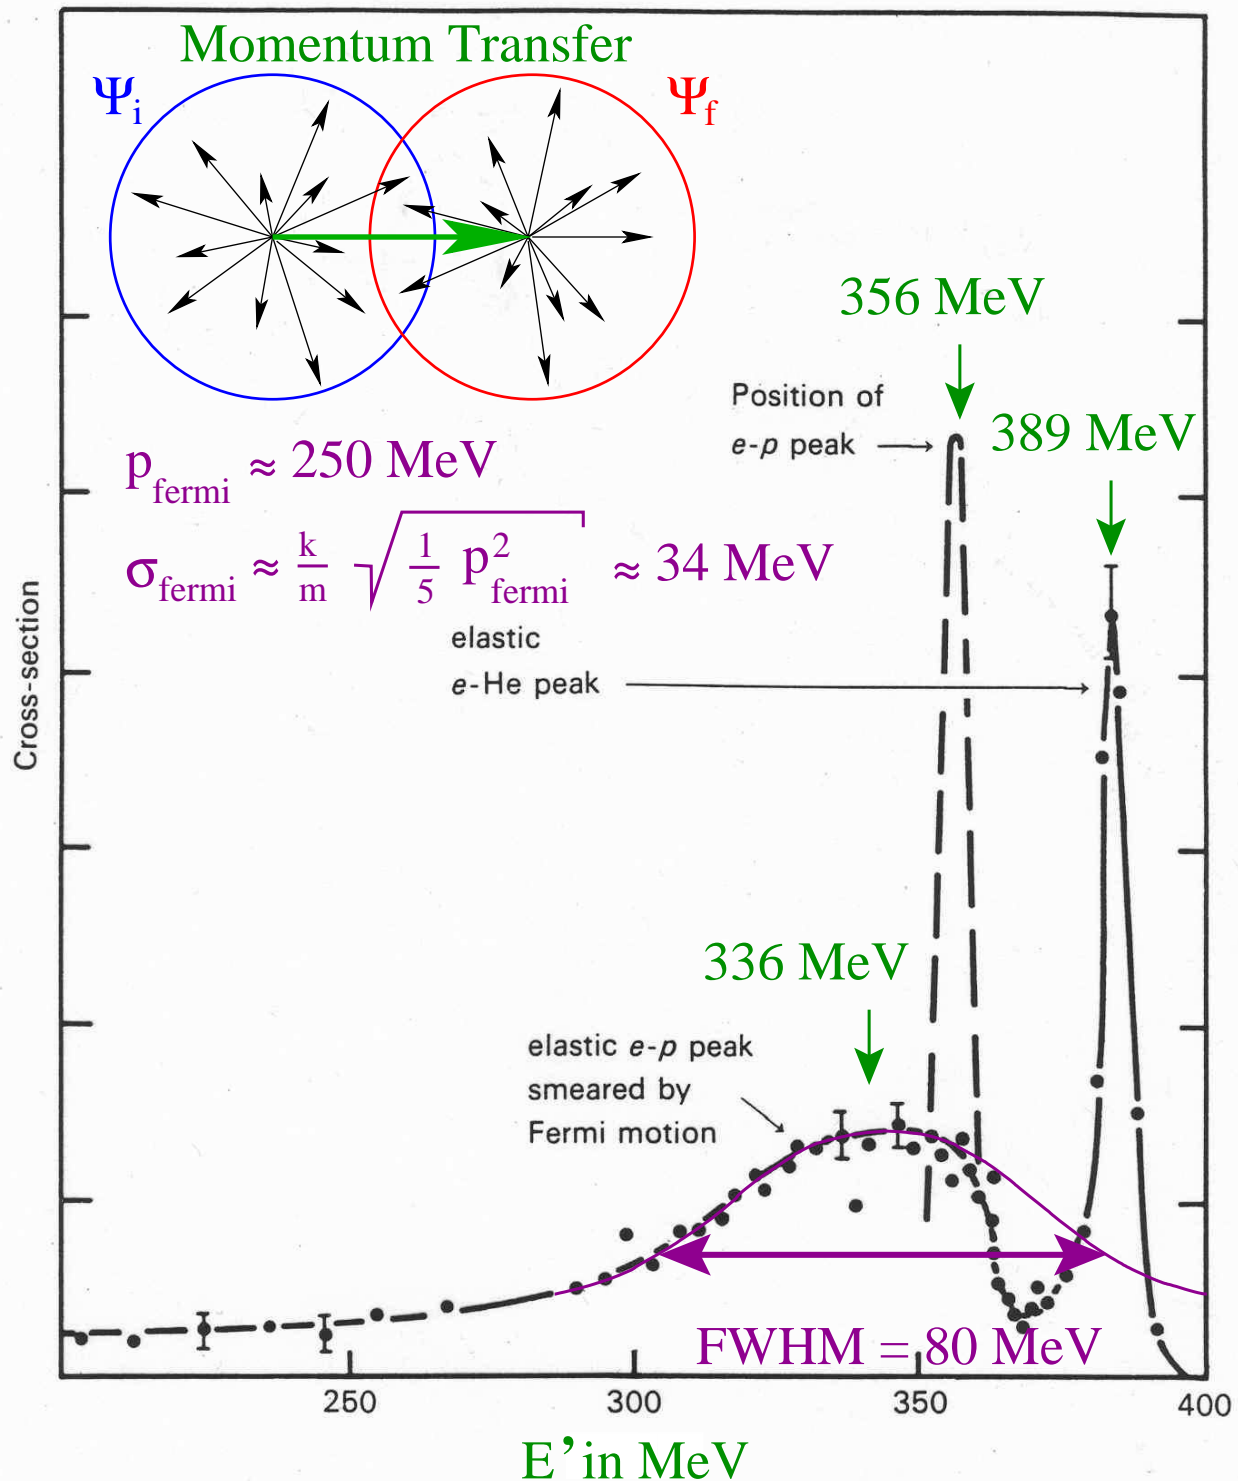 Momentum Transfer
Ψi
Ψf
356 MeV
Position of
e-p peak
389 MeV
pfermi ≈ 250 MeV
σfermi ≈ k/m √ 1/5 p²fermi ≈ 34 MeV
elastic
e-He peak
Cross-section
336 MeV
elastic e-p peak
smeared by
Fermi motion
FWHM = 80 MeV
250 300 350 400
E’ in MeV